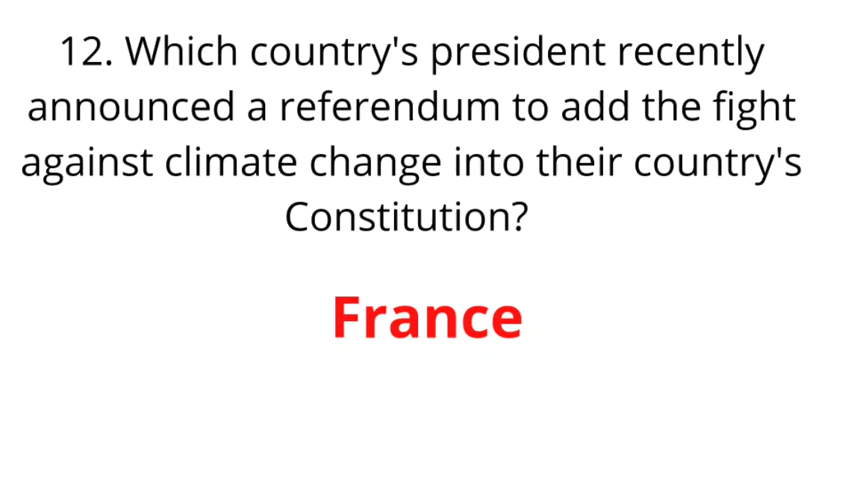 12. Which country's president recently
announced a referendum to add the fight
against climate change into their country's
Constitution?
France